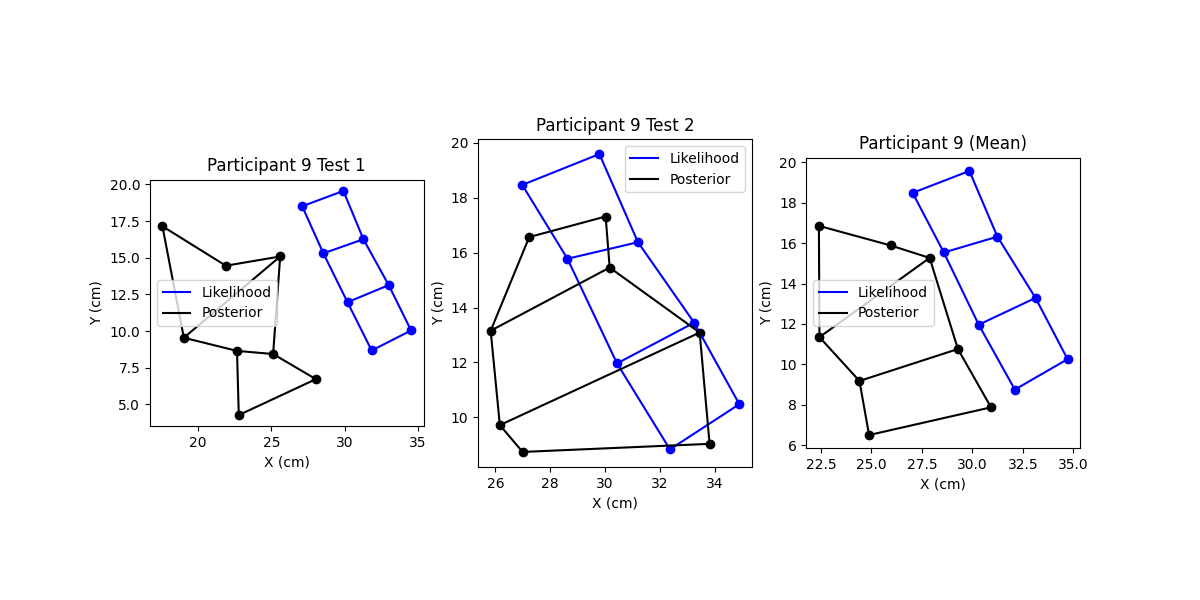 Participant 9 Test 1
20.0
17.5
15.0
12.5
10.0
7.5
5.0
Y (cm)
Likelihood
Posterior
20
25
30
35
X (cm)
Participant 9 Test 2
20
18
16
14
12
10
Y (cm)
Likelihood
Posterior
26
28
30
32
34
X (cm)
Participant 9 (Mean)
20
18
16
14
12
10
8
6
Y (cm)
Likelihood
Posterior
22.5
25.0
27.5
30.0
32.5
35.0
X (cm)